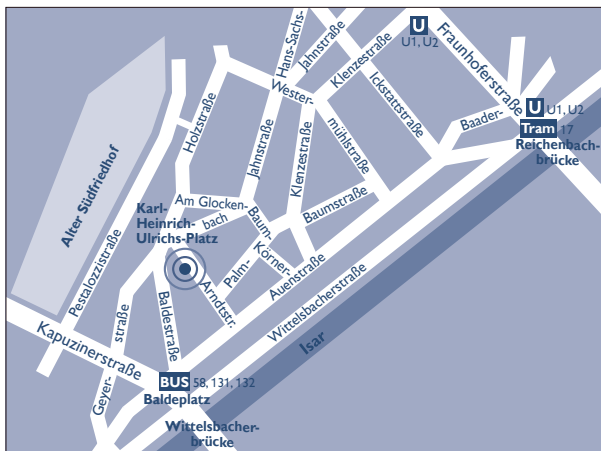 U
U1, U2
Fraunhoferstraße
Hans-Sachs-
Jahnstraße
Klenzestraße
Ickstattstraße
Wester-
mühlstraße
Holzstraße
Jahnstraße
Klenzestraße
Baader-
U U1, U2
Tram 17
Reichenbach-
brücke
Alter Südfriedhof
Pestalozzistraße
Am Glocken-
bach
Karl-
Heinrich-
Ulrichs-Platz
Baum-
Baumstraße
Körner-
Palm-
Auenstraße
Arndtstr.
Wittelsbacherstraße
Isar
Baldestraße
Geyer-
straße
Kapuzinerstraße
BUS 58, 131, 132
Baldeplatz
Wittelsbacher-
brücke